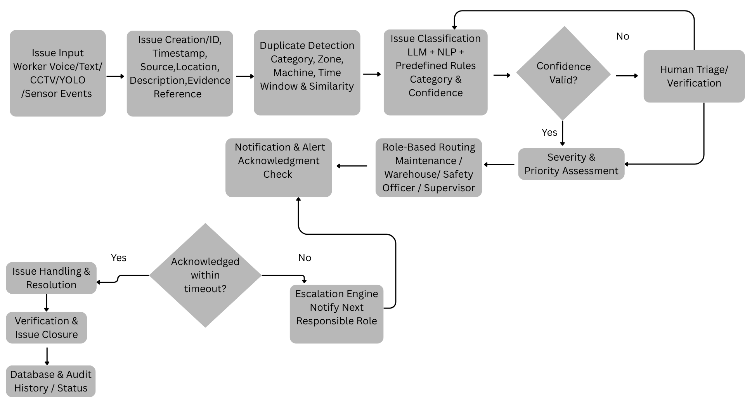 Issue Input
Worker Voice/Text/
CCTV/YOLO
/Sensor Events
Issue Creation/ID,
Timestamp,
Source,Location,
Description,Evidence
Reference
Duplicate Detection
Category, Zone,
Machine, Time
Window & Similarity
Issue Classification
LLM + NLP +
Predefined Rules
Category &
Confidence
Confidence
Valid?
No
Human Triage/
Verification
Yes
Severity &
Priority Assessment
Role-Based Routing
Maintenance /
Warehouse/ Safety
Officer / Supervisor
Notification & Alert
Acknowledgment
Check
Acknowledged
within
timeout?
Yes
No
Escalation Engine
Notify Next
Responsible Role
Issue Handling &
Resolution
Verification &
Issue Closure
Database & Audit
History / Status